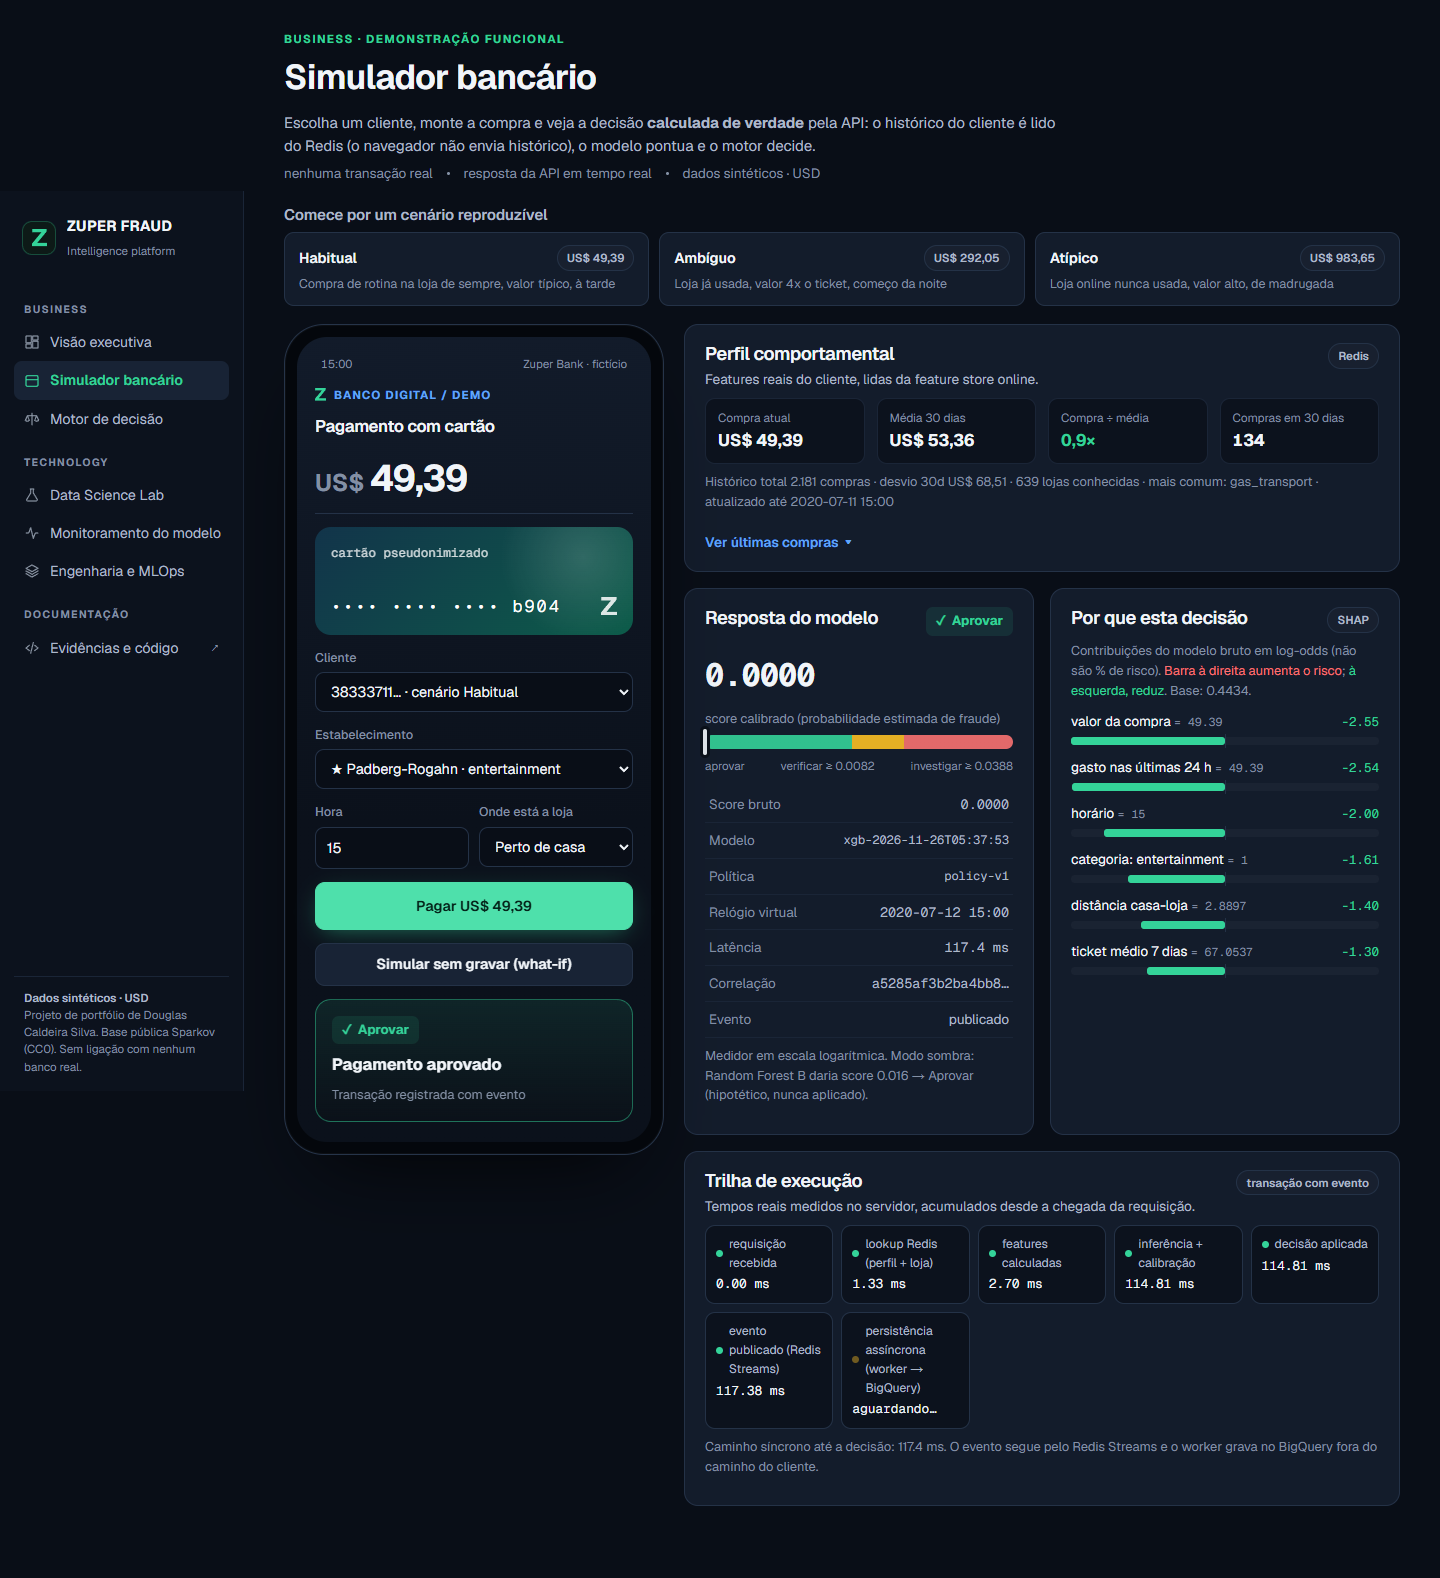 BUSINESS · DEMONSTRAÇÃO FUNCIONAL
Simulador bancário
Escolha um cliente, monte a compra e veja a decisão calculada de verdade pela API: o histórico do cliente é lido
do Redis (o navegador não envia histórico), o modelo pontua e o motor decide.
nenhuma transação real • resposta da API em tempo real • dados sintéticos · USD
Z
ZUPER FRAUD
Intelligence platform
BUSINESS
Visão executiva
Simulador bancário
Motor de decisão
TECHNOLOGY
Data Science Lab
Monitoramento do modelo
Engenharia e MLOps
DOCUMENTAÇÃO
Evidências e código ↗
Dados sintéticos · USD
Projeto de portfólio de Douglas
Caldeira Silva. Base pública Sparkov
(CC0). Sem ligação com nenhum
banco real.
Comece por um cenário reproduzível
Habitual US$ 49,39
Compra de rotina na loja de sempre, valor típico, à tarde
Ambíguo US$ 292,05
Loja já usada, valor 4x o ticket, começo da noite
Atípico US$ 983,65
Loja online nunca usada, valor alto, de madrugada
15:00 Zuper Bank · fictício
Z BANCO DIGITAL / DEMO
Pagamento com cartão
US$ 49,39
cartão pseudonimizado
•••• •••• •••• b904 Z
Cliente
38333711… · cenário Habitual
Estabelecimento
★ Padberg-Rogahn · entertainment
Hora Onde está a loja
15 Perto de casa
Pagar US$ 49,39
Simular sem gravar (what-if)
✓ Aprovar
Pagamento aprovado
Transação registrada com evento
Perfil comportamental Redis
Features reais do cliente, lidas da feature store online.
Compra atual
US$ 49,39
Média 30 dias
US$ 53,36
Compra ÷ média
0,9×
Compras em 30 dias
134
Histórico total 2.181 compras · desvio 30d US$ 68,51 · 639 lojas conhecidas · mais comum: gas_transport ·
atualizado até 2020-07-11 15:00
Ver últimas compras ▾
Resposta do modelo ✓ Aprovar
0.0000
score calibrado (probabilidade estimada de fraude)
aprovar verificar ≥ 0.0082 investigar ≥ 0.0388
Score bruto 0.0000
Modelo xgb-2026-11-26T05:37:53
Política policy-v1
Relógio virtual 2020-07-12 15:00
Latência 117.4 ms
Correlação a5285af3b2ba4bb8…
Evento publicado
Medidor em escala logarítmica. Modo sombra:
Random Forest B daria score 0.016 → Aprovar
(hipotético, nunca aplicado).
Por que esta decisão SHAP
Contribuições do modelo bruto em log-odds (não
são % de risco). Barra à direita aumenta o risco; à
esquerda, reduz. Base: 0.4434.
valor da compra = 49.39 -2.55
gasto nas últimas 24 h = 49.39 -2.54
horário = 15 -2.00
categoria: entertainment = 1 -1.61
distância casa-loja = 2.8897 -1.40
ticket médio 7 dias = 67.0537 -1.30
Trilha de execução transação com evento
Tempos reais medidos no servidor, acumulados desde a chegada da requisição.
requisição
recebida
0.00 ms
lookup Redis
(perfil + loja)
1.33 ms
features
calculadas
2.70 ms
inferência +
calibração
114.81 ms
decisão aplicada
114.81 ms
evento
publicado (Redis
Streams)
117.38 ms
persistência
assíncrona
(worker →
BigQuery)
aguardando…
Caminho síncrono até a decisão: 117.4 ms. O evento segue pelo Redis Streams e o worker grava no BigQuery fora do
caminho do cliente.